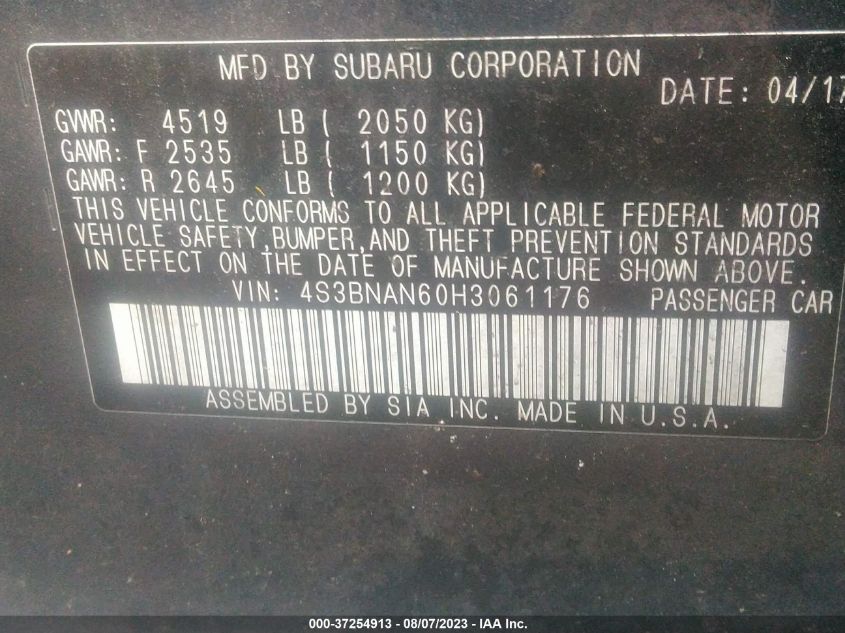 MFD BY SUBARU CORPORATION
DATE: 04/17
GVWR: 4519 LB ( 2050 KG)
GAWR: F 2535 LB ( 1150 KG)
GAWR: R 2645 LB ( 1200 KG)
THIS VEHICLE CONFORMS TO ALL APPLICABLE FEDERAL MOTOR
VEHICLE SAFETY,BUMPER,AND THEFT PREVENTION STANDARDS
IN EFFECT ON THE DATE OF MANUFACTURE SHOWN ABOVE.
VIN: 4S3BNAN60H3061176 PASSENGER CAR
ASSEMBLED BY SIA INC. MADE IN U.S.A.
000-37254913 - 08/07/2023 - IAA Inc.